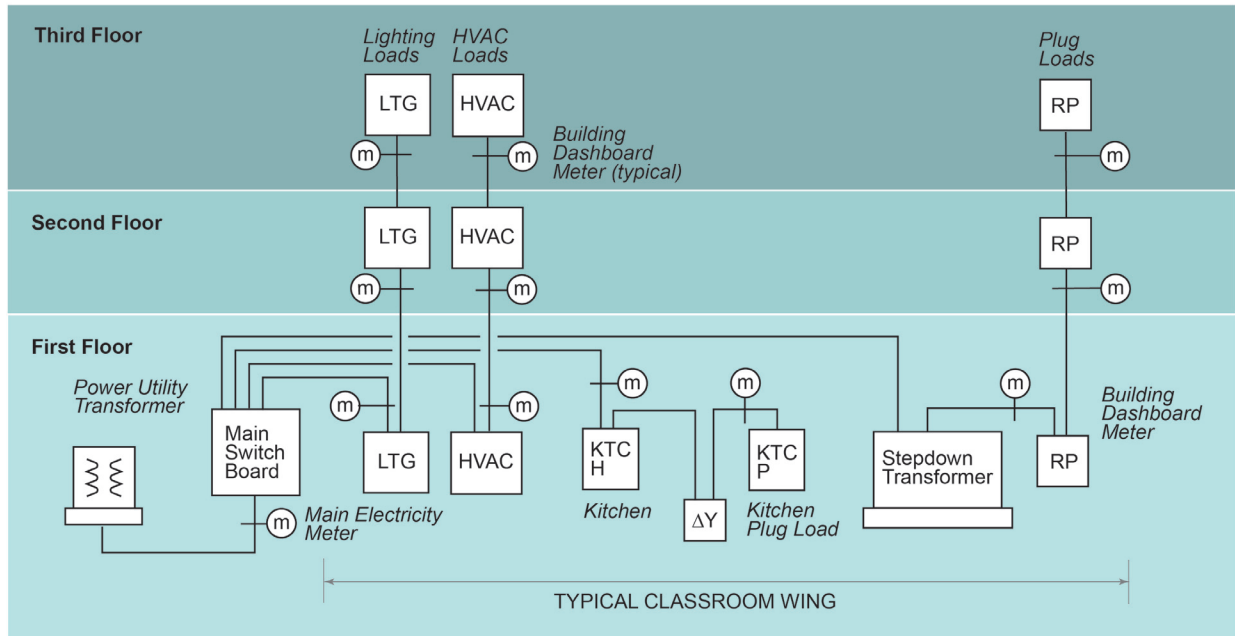 Third Floor
Lighting
Loads
HVAC
Loads
Plug
Loads
LTG
HVAC
RP
m
m
Building
Dashboard
Meter (typical)
m
Second Floor
LTG
HVAC
RP
m
m
m
First Floor
Power Utility
Transformer
m
m
m
m
m
Building
Dashboard
Meter
Main
Switch
Board
LTG
HVAC
KTC
H
KTC
P
Stepdown
Transformer
RP
Kitchen
ΔY
Kitchen
Plug Load
m
Main Electricity
Meter
TYPICAL CLASSROOM WING